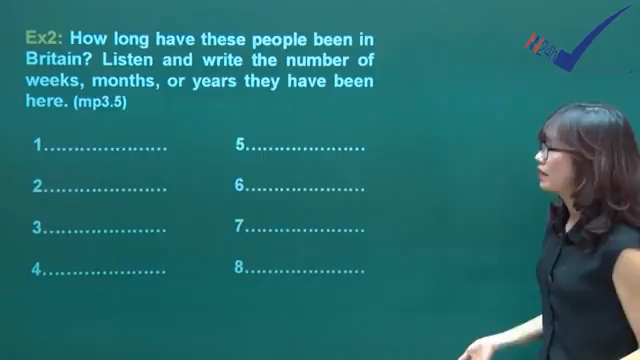 Ex2: How long have these people been in
Britain? Listen and write the number of
weeks, months, or years they have been
here. (mp3.5)
1..................... 5.....................
2..................... 6.....................
3..................... 7.....................
4..................... 8.....................
H24h